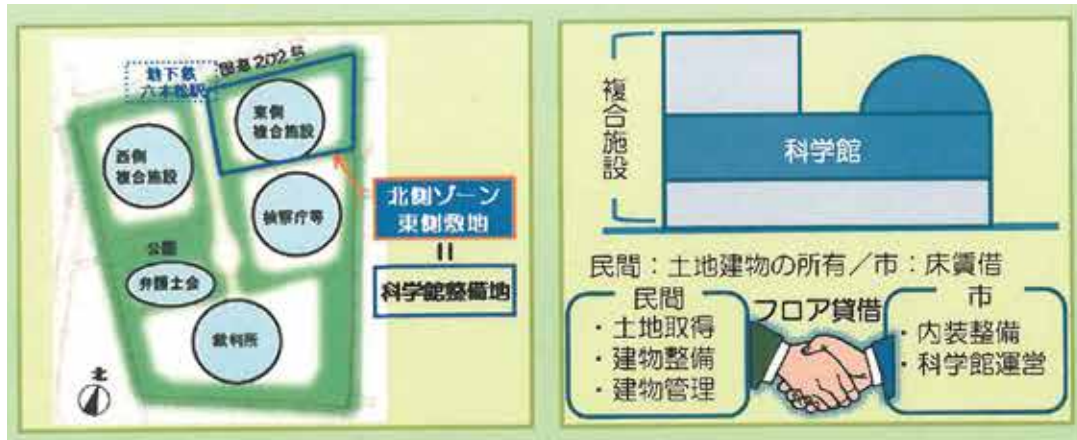 地下鉄
六本松駅
国道202号
東側
複合施設
西側
複合施設
検察庁等
公園
弁護士会
裁判所
北
北側ゾーン
東側敷地
=
科学館整備地
複合施設
科学館
民間：土地建物の所有／市：床賃借
民間
・土地取得
・建物整備
・建物管理
フロア貸借
市
・内装整備
・科学館運営